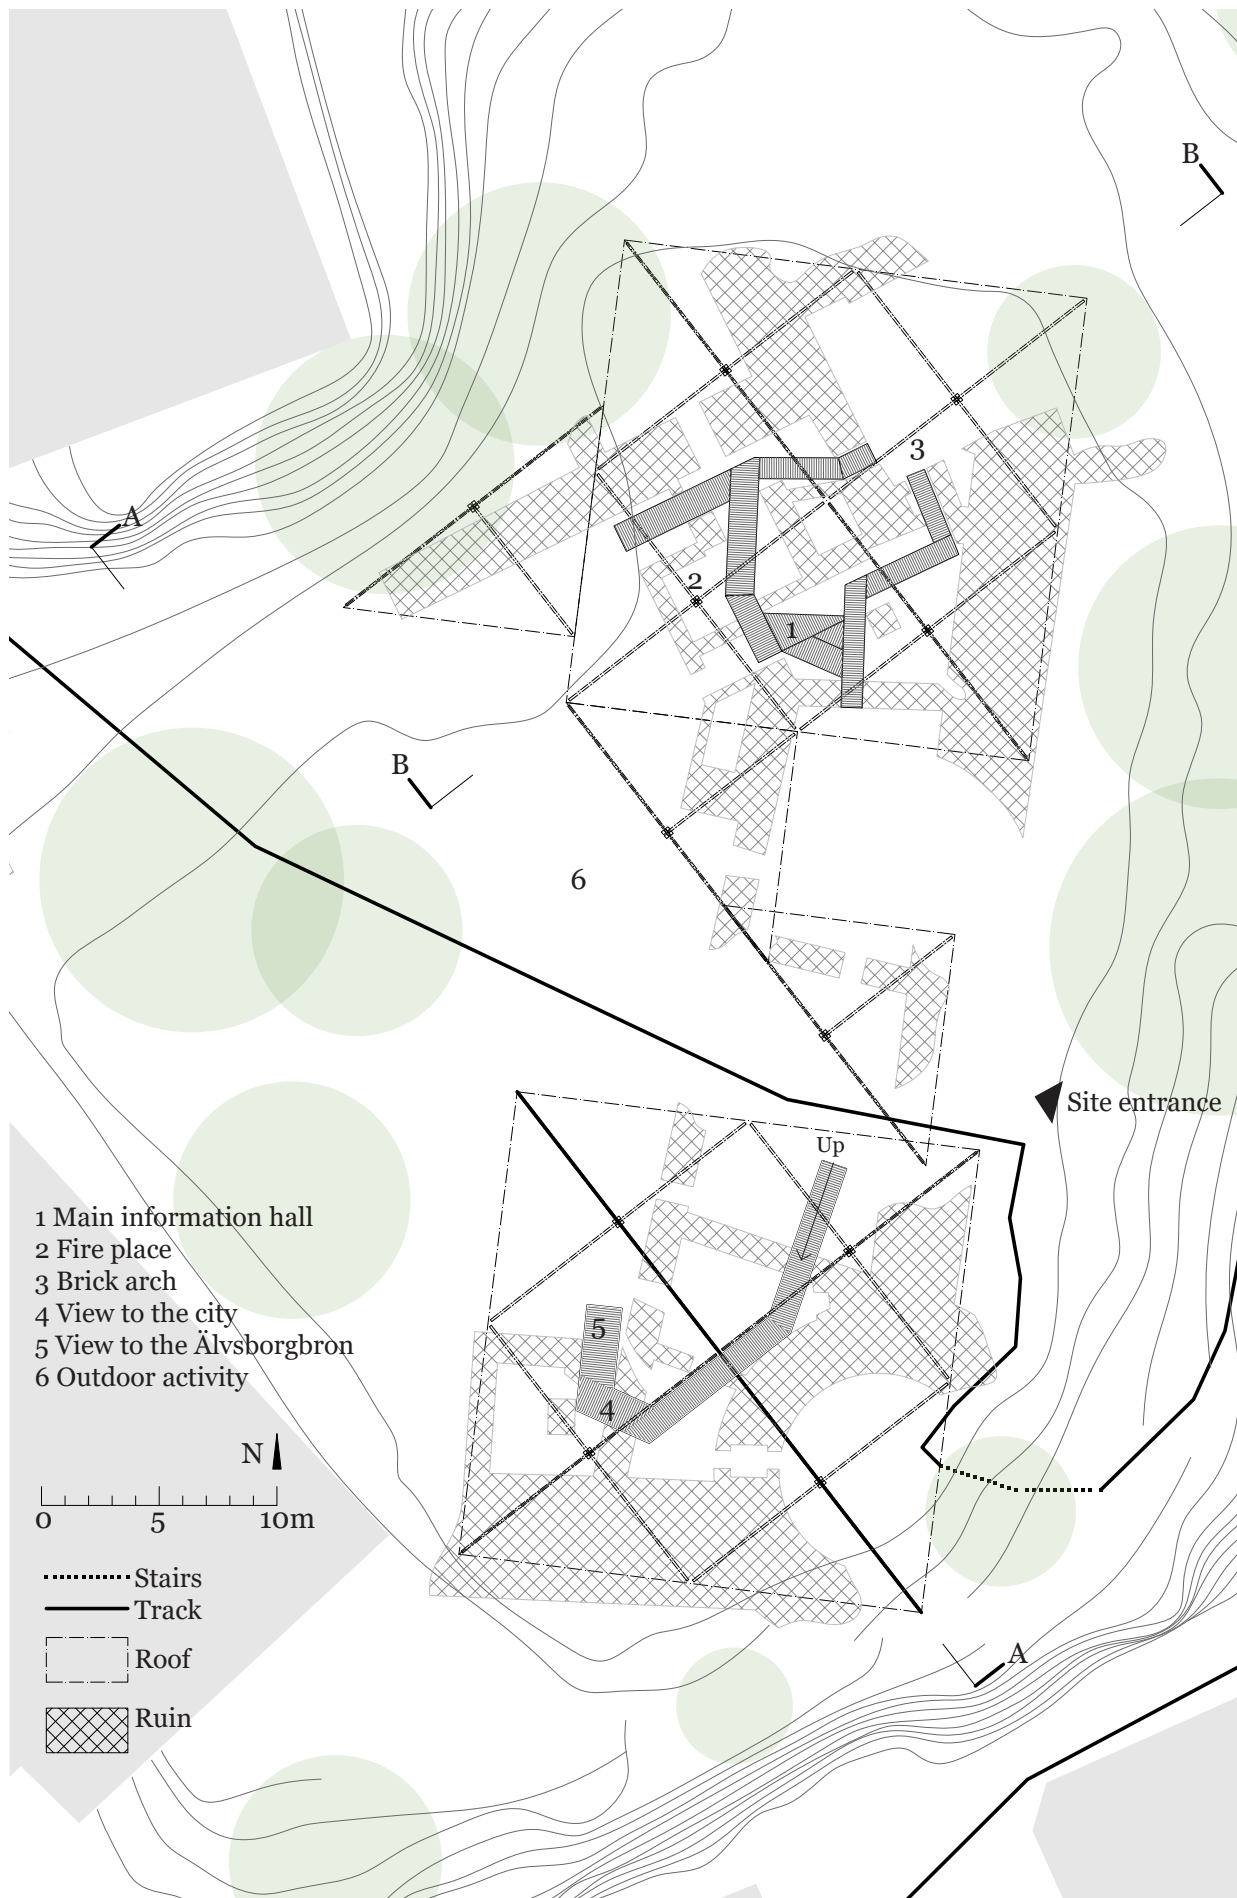 B
3
A
2
1
B
6
Site entrance
Up
1 Main information hall
2 Fire place
3 Brick arch
4 View to the city
5 View to the Älvsborgbron
6 Outdoor activity
5
4
N
0 5 10m
Stairs
Track
Roof
A
Ruin